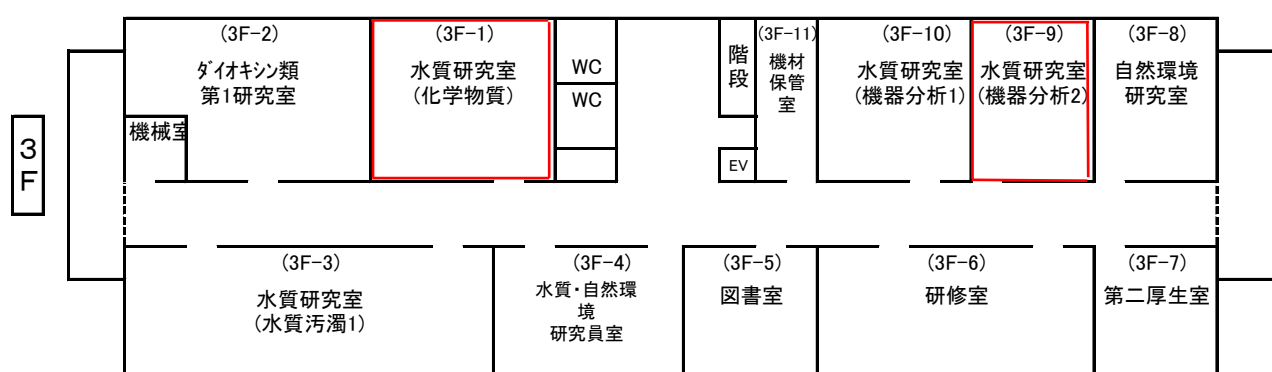 (3F-2)
ﾀﾞｲｵｷｼﾝ類
第1研究室
機械室
(3F-1)
水質研究室
(化学物質)
WC
WC
階
段
EV
(3F-11)
機材
保管
室
(3F-10)
水質研究室
(機器分析1)
(3F-9)
水質研究室
(機器分析2)
(3F-8)
自然環境
研究室
3
F
(3F-3)
水質研究室
(水質汚濁1)
(3F-4)
水質・自然環
境
研究員室
(3F-5)
図書室
(3F-6)
研修室
(3F-7)
第二厚生室